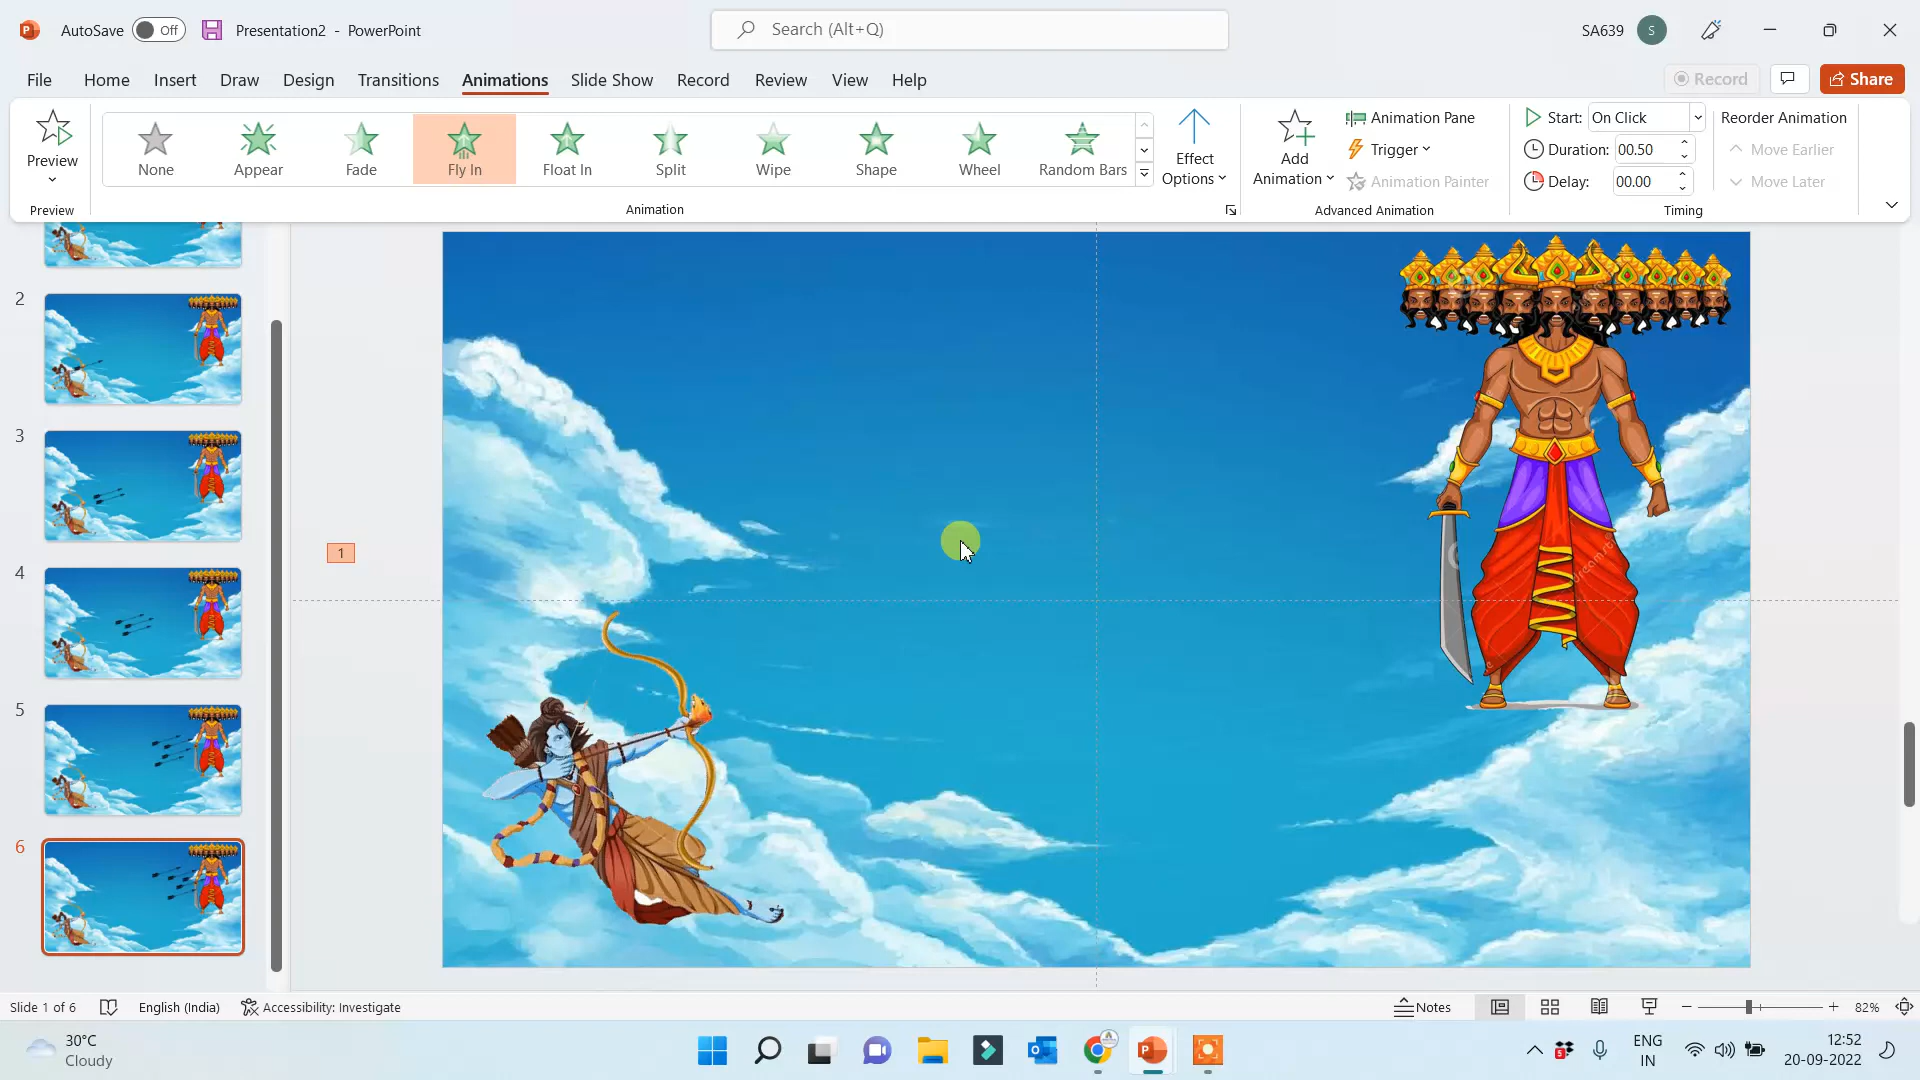 AutoSave Off Presentation2 - PowerPoint Search (Alt+Q) SA639 S
File Home Insert Draw Design Transitions Animations Slide Show Record Review View Help Record Share
Preview
Preview
None Appear Fade Fly In Float In Split Wipe Shape Wheel Random Bars
Animation
Effect
Options
Add
Animation
Animation Pane
Trigger
Animation Painter
Advanced Animation
Start: On Click
Duration: 00.50
Delay: 00.00
Timing
Reorder Animation
Move Earlier
Move Later
2
3
4
5
6
1
Slide 1 of 6 English (India) Accessibility: Investigate Notes 82%
30°C
Cloudy
5
ENG
IN
12:52
20-09-2022